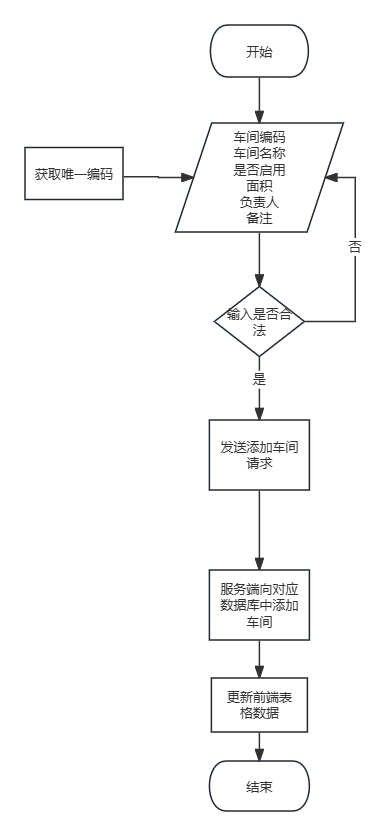 开始
获取唯一编码
车间编码
车间名称
是否启用
面积
负责人
备注
否
输入是否合
法
是
发送添加车间
请求
服务端向对应
数据库中添加
车间
更新前端表
格数据
结束